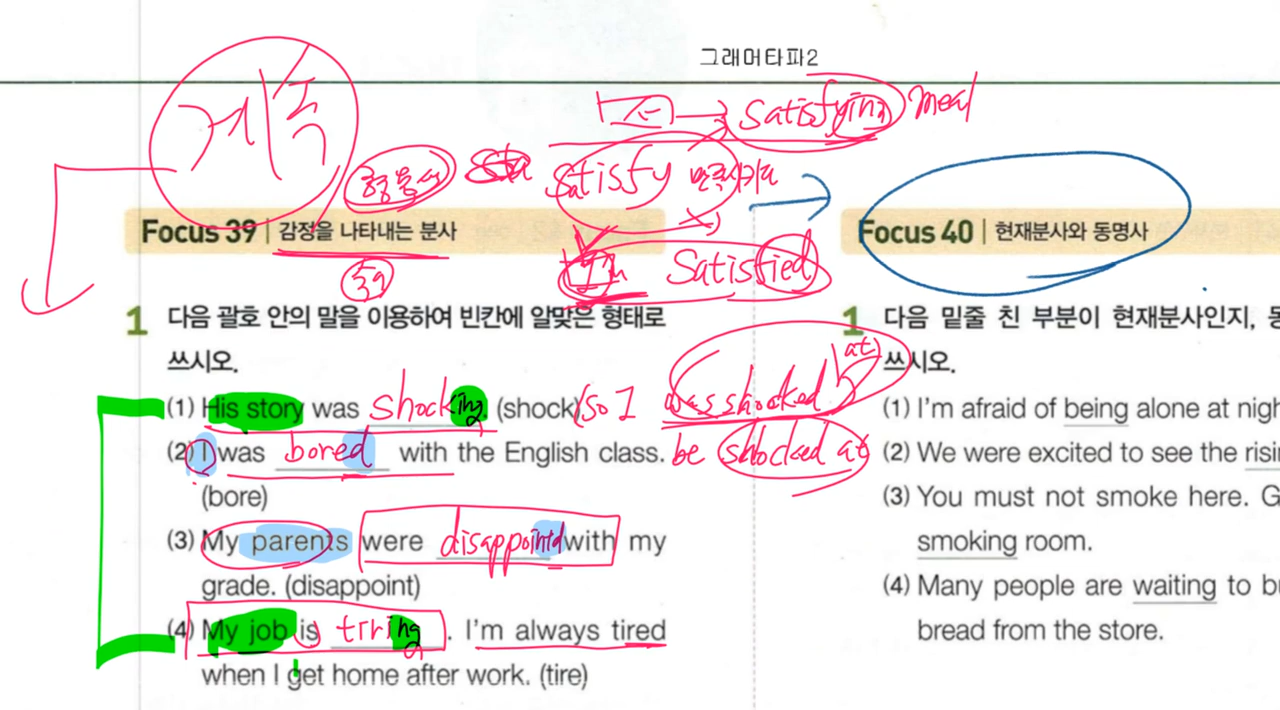 그래머타파2
계속
→ satisfying meal
형용사 satisfy 만족시키다
satisfied
Focus 39 | 감정을 나타내는 분사
1 다음 괄호 안의 말을 이용하여 빈칸에 알맞은 형태로
쓰시오.
(1) His story was shocking (shock) (so I was shocked at)
(2) I was bored with the English class. be shocked at
(bore)
(3) My parents were disappointd with my
grade. (disappoint)
(4) My job is tiring. I'm always tired
when I get home after work. (tire)
Focus 40 | 현재분사와 동명사
1 다음 밑줄 친 부분이 현재분사인지,
쓰시오.
(1) I'm afraid of being alone at nigh
(2) We were excited to see the risi
(3) You must not smoke here. G
smoking room.
(4) Many people are waiting to b
bread from the store.